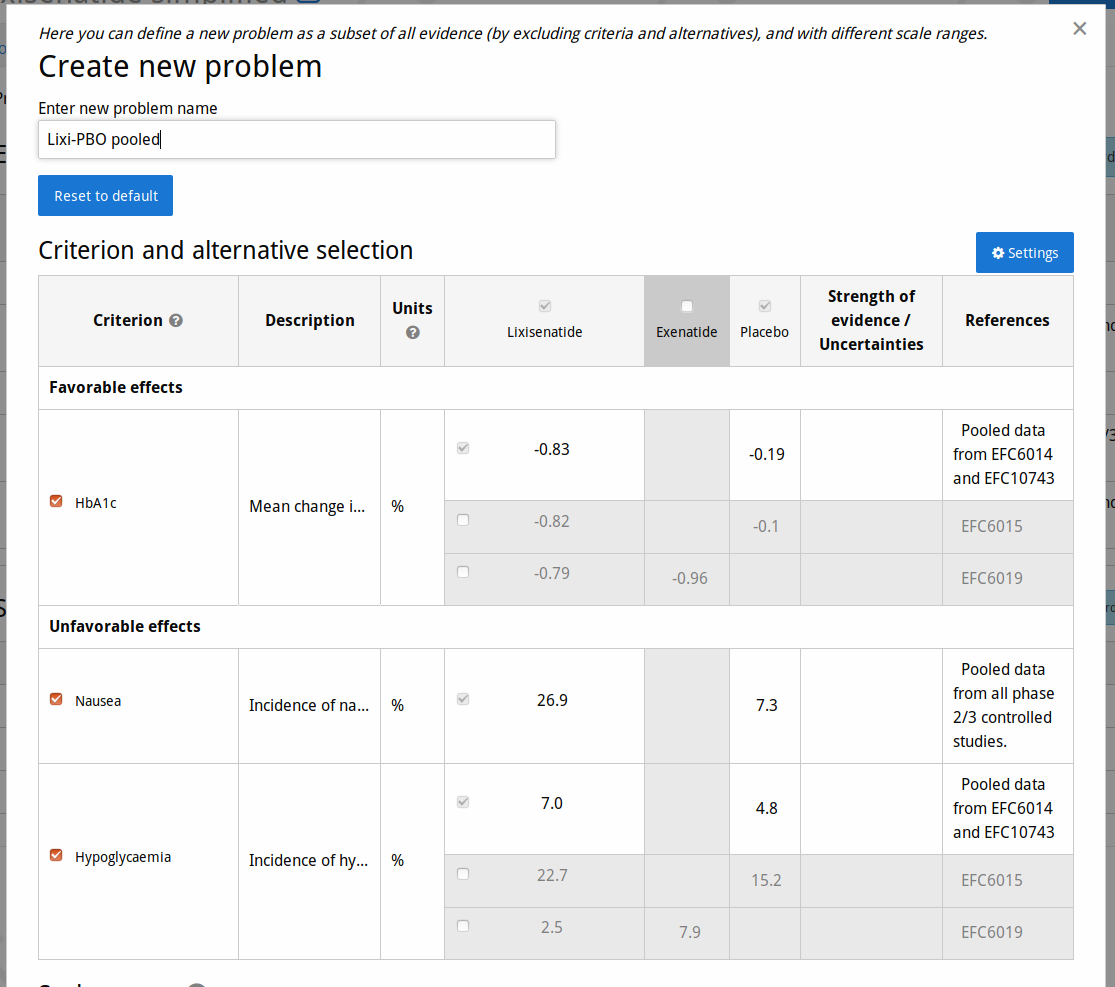 Here you can define a new problem as a subset of all evidence (by excluding criteria and alternatives), and with different scale ranges.
×
Create new problem
Enter new problem name
Lixi-PBO pooled
Reset to default
Criterion and alternative selection
Settings
Criterion
Description
Units
Lixisenatide
Exenatide
Placebo
Strength of
evidence /
Uncertainties
References
Favorable effects
HbA1c
Mean change i...
%
-0.83
-0.19
Pooled data
from EFC6014
and EFC10743
-0.82
-0.1
EFC6015
-0.79
-0.96
EFC6019
Unfavorable effects
Nausea
Incidence of na...
%
26.9
7.3
Pooled data
from all phase
2/3 controlled
studies.
Hypoglycaemia
Incidence of hy...
%
7.0
4.8
Pooled data
from EFC6014
and EFC10743
22.7
15.2
EFC6015
2.5
7.9
EFC6019